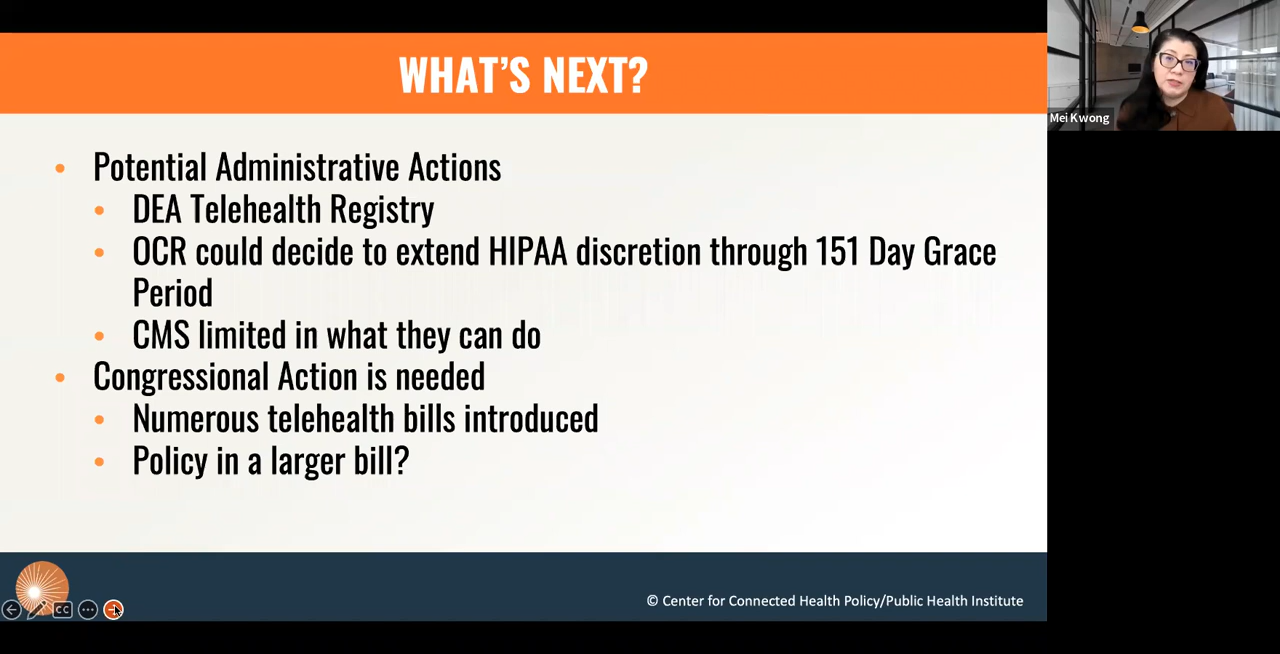 WHAT'S NEXT?
Mei Kwong
• Potential Administrative Actions
• DEA Telehealth Registry
• OCR could decide to extend HIPAA discretion through 151 Day Grace
Period
• CMS limited in what they can do
• Congressional Action is needed
• Numerous telehealth bills introduced
• Policy in a larger bill?
CC
© Center for Connected Health Policy/Public Health Institute